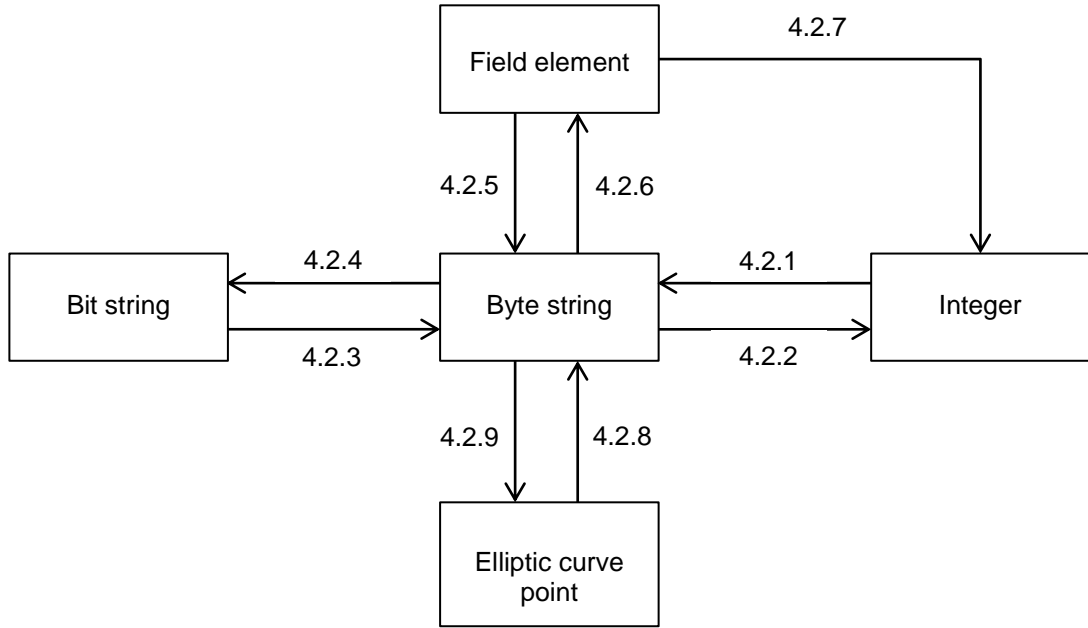 4.2.7
Field element
4.2.5
4.2.6
4.2.4
4.2.1
Bit string
Byte string
Integer
4.2.3
4.2.2
4.2.9
4.2.8
Elliptic curve
point